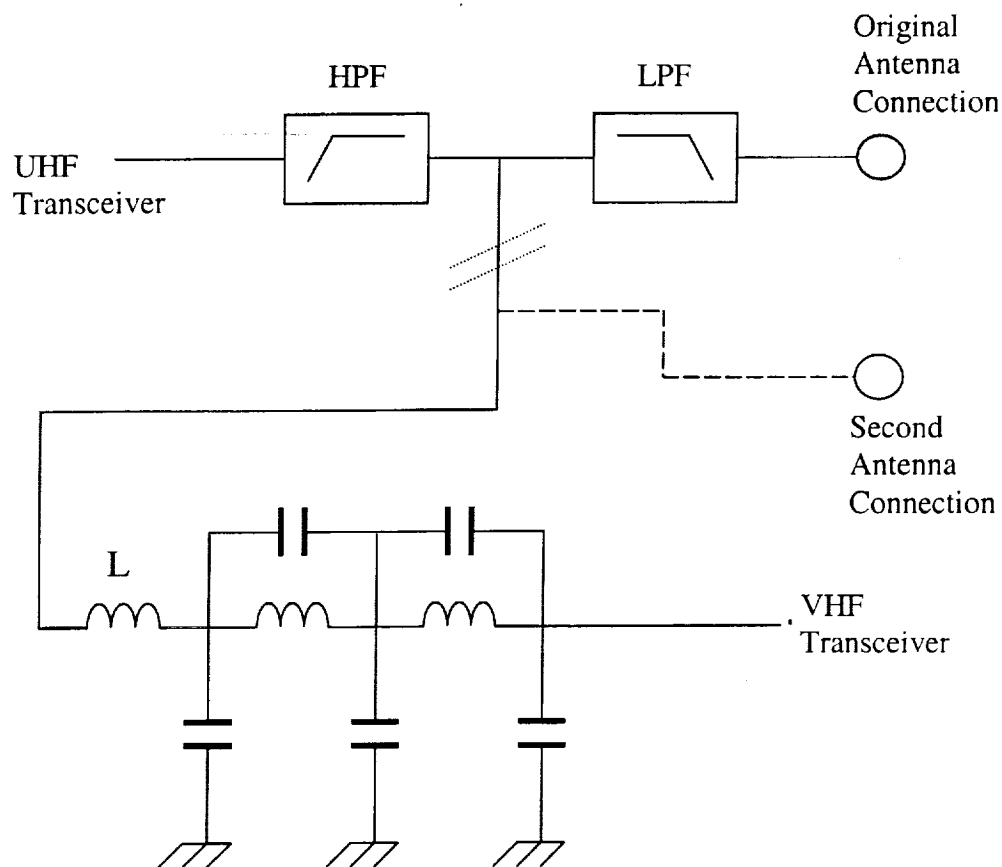 Original
Antenna
Connection
HPF
LPF
UHF
Transceiver
Second
Antenna
Connection
L
VHF
Transceiver